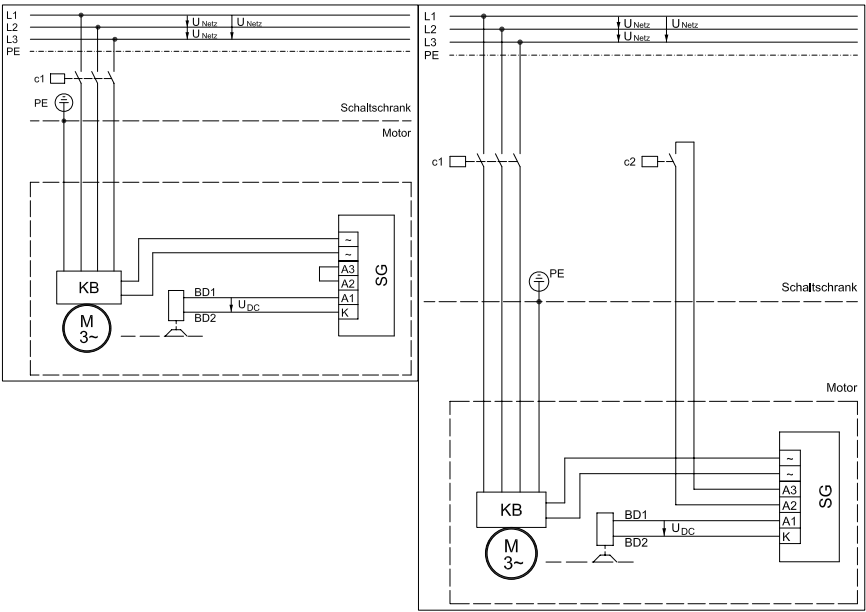 L1
L2
L3
PE
U Netz
U Netz
U Netz
c1
PE
Schaltschrank
Motor
KB
M
3~
BD1
BD2
U DC
~
~
A3
A2
A1
K
SG
L1
L2
L3
PE
U Netz
U Netz
U Netz
c1
c2
PE
Schaltschrank
Motor
KB
M
3~
BD1
BD2
U DC
~
~
A3
A2
A1
K
SG